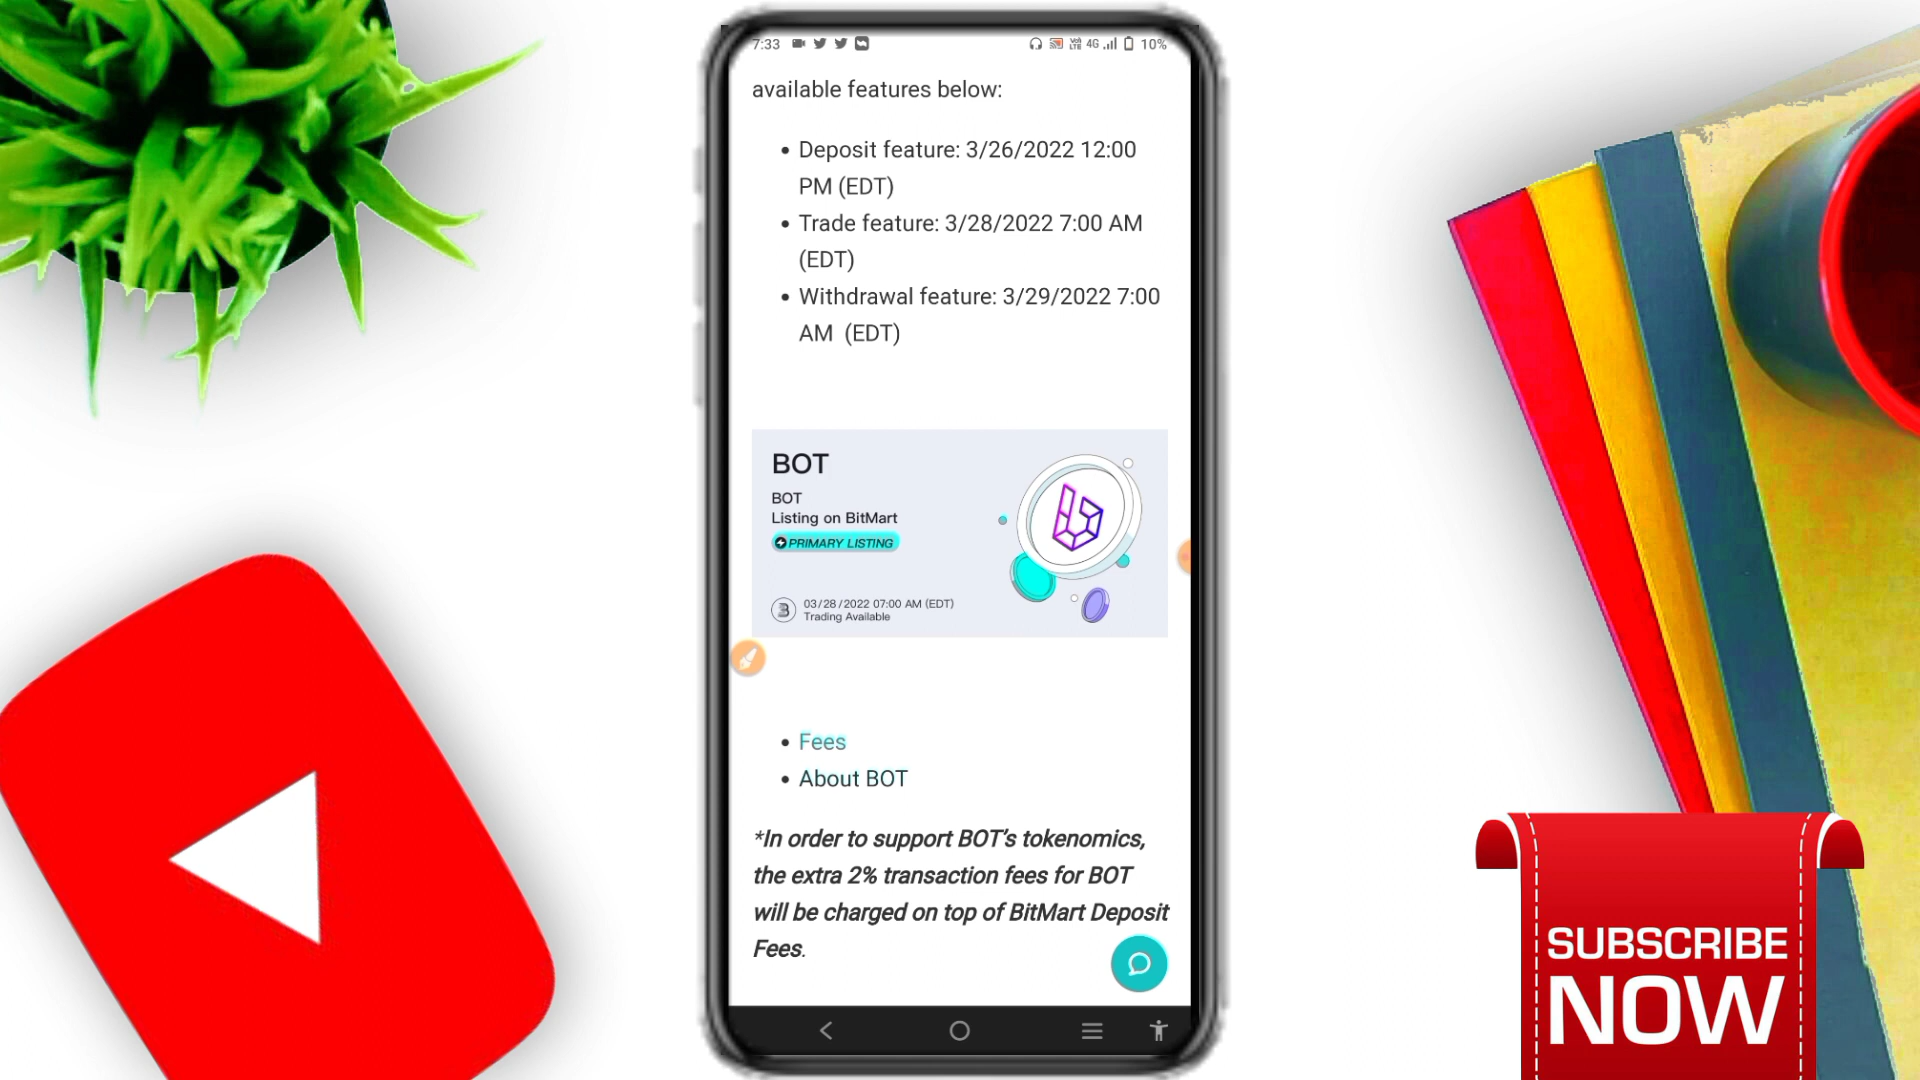 7:33
4G 10%
available features below:
• Deposit feature: 3/26/2022 12:00
PM (EDT)
• Trade feature: 3/28/2022 7:00 AM
(EDT)
• Withdrawal feature: 3/29/2022 7:00
AM (EDT)
BOT
BOT
Listing on BitMart
PRIMARY LISTING
03/28/2022 07:00 AM (EDT)
Trading Available
• Fees
• About BOT
*In order to support BOT’s tokenomics,
the extra 2% transaction fees for BOT
will be charged on top of BitMart Deposit
Fees.
SUBSCRIBE
NOW